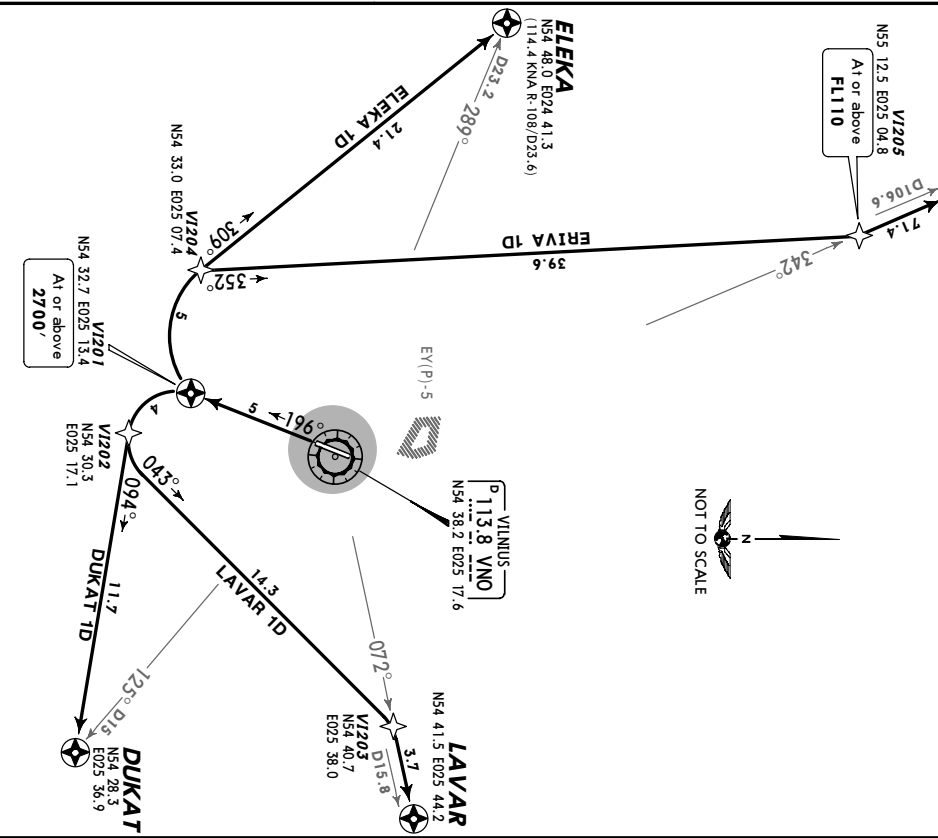 VI205
N55 12.5 E025 04.8
At or above
FL110
D106.6
71.4
342°
ERIVA 1D
39.6
352°
ELEKA
N54 48.0 E024 41.3
(114.4 KNA R-108/D23.6)
D23.2 289°
ELEKA 1D
21.4
309°
VI204
N54 33.0 E025 07.4
5
VI201
N54 32.7 E025 13.4
At or above
2700'
EY(P)-5
196°
5
VILNIUS
D 113.8 VNO
N54 38.2 E025 17.6
NOT TO SCALE
N
4
VI202
N54 30.3
E025 17.1
043°
094°
14.3
LAVAR 1D
11.7
DUKAT 1D
125° D15
DUKAT
N54 28.3
E025 36.9
072°
VI203
N54 40.7
E025 38.0
3.7
D15.8
LAVAR
N54 41.5 E025 44.2